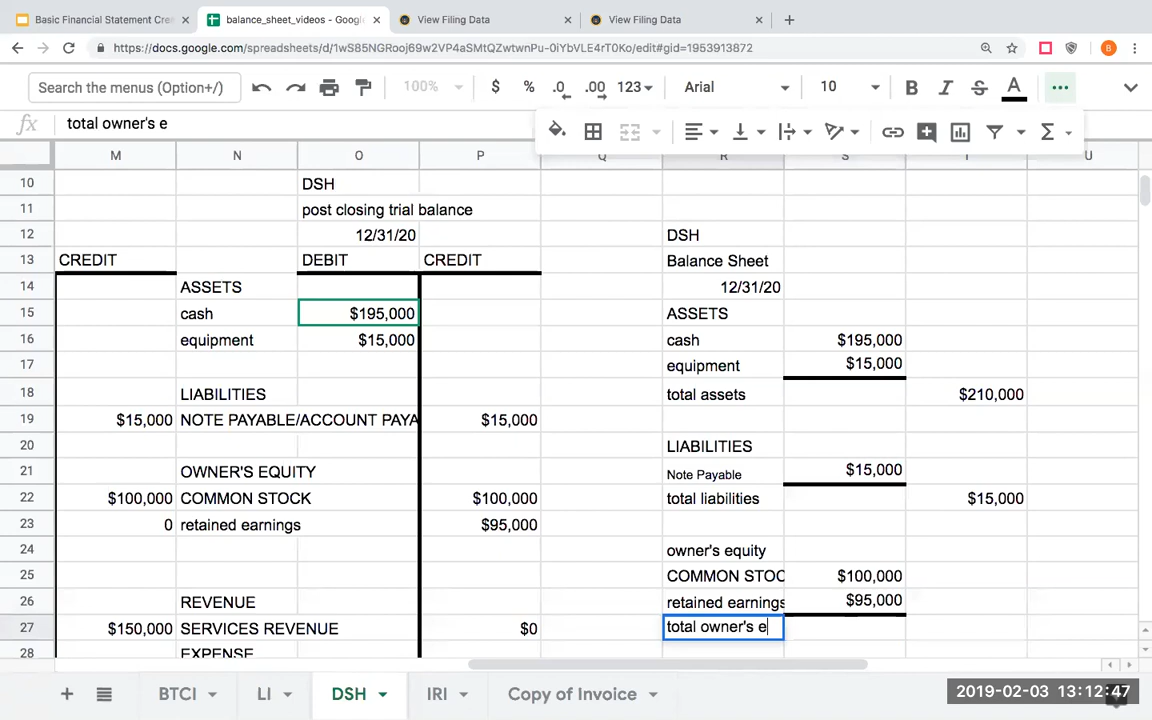 Basic Financial Statement Cre
balance_sheet_videos - Google
View Filing Data
View Filing Data
https://docs.google.com/spreadsheets/d/1wS85NGRooj69w2VP4aSMtQZwtwnPu-0iYbVLE4rT0Ko/edit#gid=1953913872
B
Search the menus (Option+/)
100%
$ % .0 .00 123
Arial
10
B I S A
fx total owner's e
M N O P Q R S T U
10 DSH
11 post closing trial balance
12 12/31/20 DSH
13 CREDIT DEBIT CREDIT Balance Sheet
14 ASSETS 12/31/20
15 cash $195,000 ASSETS
16 equipment $15,000 cash $195,000
17 equipment $15,000
18 LIABILITIES total assets $210,000
19 $15,000 NOTE PAYABLE/ACCOUNT PAYA $15,000
20 LIABILITIES
21 OWNER'S EQUITY Note Payable $15,000
22 $100,000 COMMON STOCK $100,000 total liabilities $15,000
23 0 retained earnings $95,000
24 owner's equity
25 COMMON STOC $100,000
26 REVENUE retained earnings $95,000
27 $150,000 SERVICES REVENUE $0 total owner's e
28 EXPENSE
BTCI LI DSH IRI Copy of Invoice
2019-02-03 13:12:47